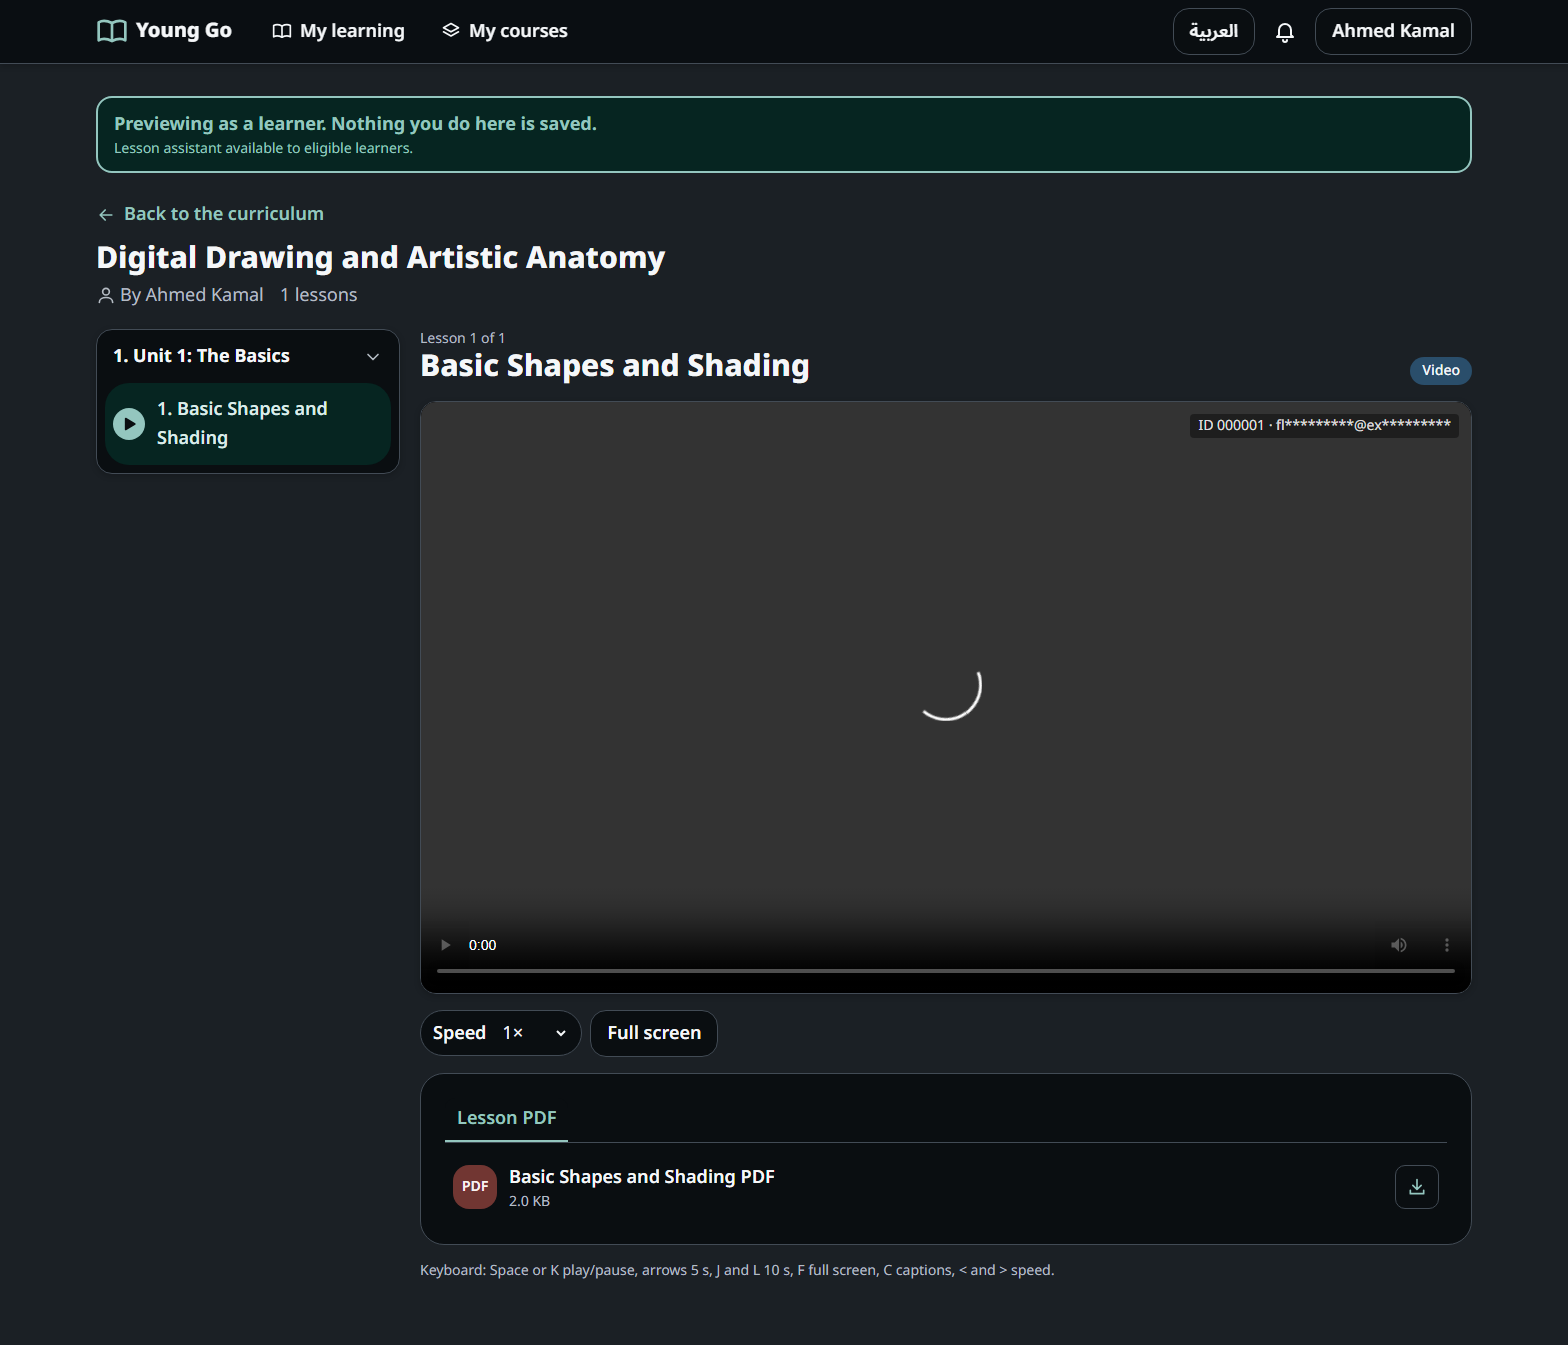 Young Go
My learning
My courses
العربية
Ahmed Kamal
Previewing as a learner. Nothing you do here is saved.
Lesson assistant available to eligible learners.
Back to the curriculum
Digital Drawing and Artistic Anatomy
By Ahmed Kamal 1 lessons
1. Unit 1: The Basics
1. Basic Shapes and
Shading
Lesson 1 of 1
Basic Shapes and Shading
Video
ID 000001 · fl*********@ex*********
0:00
Speed 1×
Full screen
Lesson PDF
PDF
Basic Shapes and Shading PDF
2.0 KB
Keyboard: Space or K play/pause, arrows 5 s, J and L 10 s, F full screen, C captions, < and > speed.